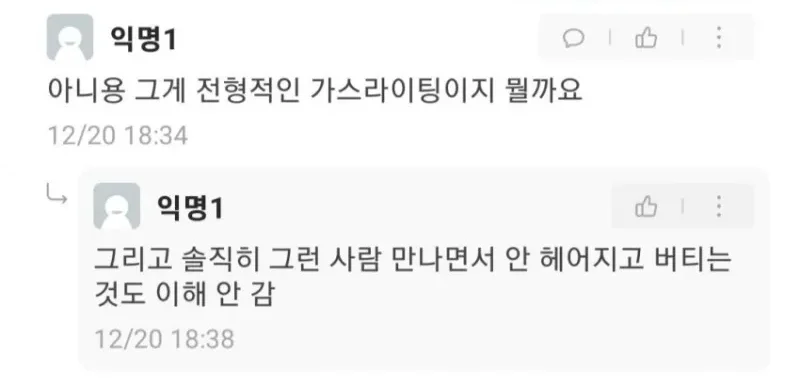 익명1
아니용 그게 전형적인 가스라이팅이지 뭘까요
12/20 18:34
익명1
그리고 솔직히 그런 사람 만나면서 안 헤어지고 버티는
것도 이해 안 감
12/20 18:38